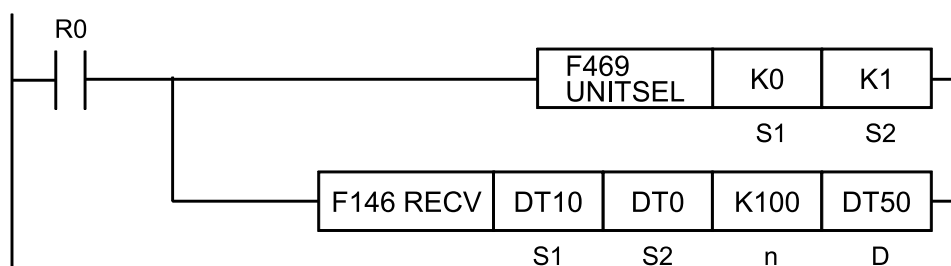 R0
F469 UNITSEL K0 K1
S1 S2
F146 RECV DT10 DT0 K100 DT50
S1 S2 n D